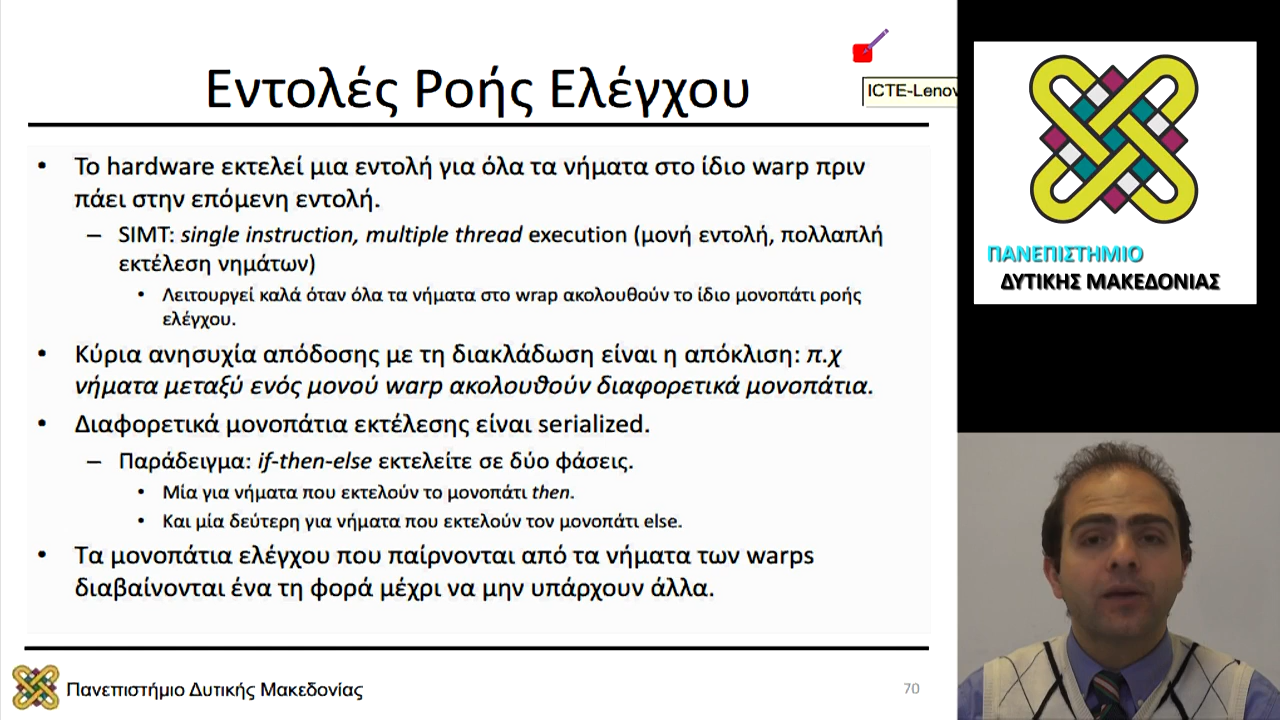 Εντολές Ροής Ελέγχου
ICTE-Lenov
• Το hardware εκτελεί μια εντολή για όλα τα νήματα στο ίδιο warp πριν
πάει στην επόμενη εντολή.
– SIMT: single instruction, multiple thread execution (μονή εντολή, πολλαπλή
εκτέλεση νημάτων)
• Λειτουργεί καλά όταν όλα τα νήματα στο wrap ακολουθούν το ίδιο μονοπάτι ροής
ελέγχου.
• Κύρια ανησυχία απόδοσης με τη διακλάδωση είναι η απόκλιση: π.χ
νήματα μεταξύ ενός μονού warp ακολουθούν διαφορετικά μονοπάτια.
• Διαφορετικά μονοπάτια εκτέλεσης είναι serialized.
– Παράδειγμα: if-then-else εκτελείτε σε δύο φάσεις.
• Μία για νήματα που εκτελούν το μονοπάτι then.
• Και μία δεύτερη για νήματα που εκτελούν τον μονοπάτι else.
• Τα μονοπάτια ελέγχου που παίρνονται από τα νήματα των warps
διαβαίνονται ένα τη φορά μέχρι να μην υπάρχουν άλλα.
Πανεπιστήμιο Δυτικής Μακεδονίας
70
ΠΑΝΕΠΙΣΤΗΜΙΟ
ΔΥΤΙΚΗΣ ΜΑΚΕΔΟΝΙΑΣ